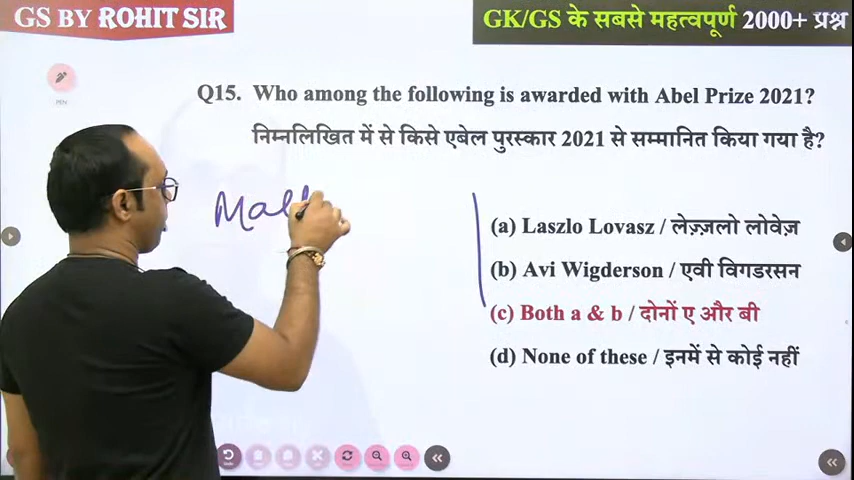 GS BY ROHIT SIR
GK/GS के सबसे महत्वपूर्ण 2000+ प्रश्न
PEN
Q15. Who among the following is awarded with Abel Prize 2021?
निम्नलिखित में से किसे एबेल पुरस्कार 2021 से सम्मानित किया गया है?
(a) Laszlo Lovasz / लेज़्ज़लो लोवेज़
(b) Avi Wigderson / एवी विगडरसन
(c) Both a & b / दोनों ए और बी
(d) None of these / इनमें से कोई नहीं
Undo